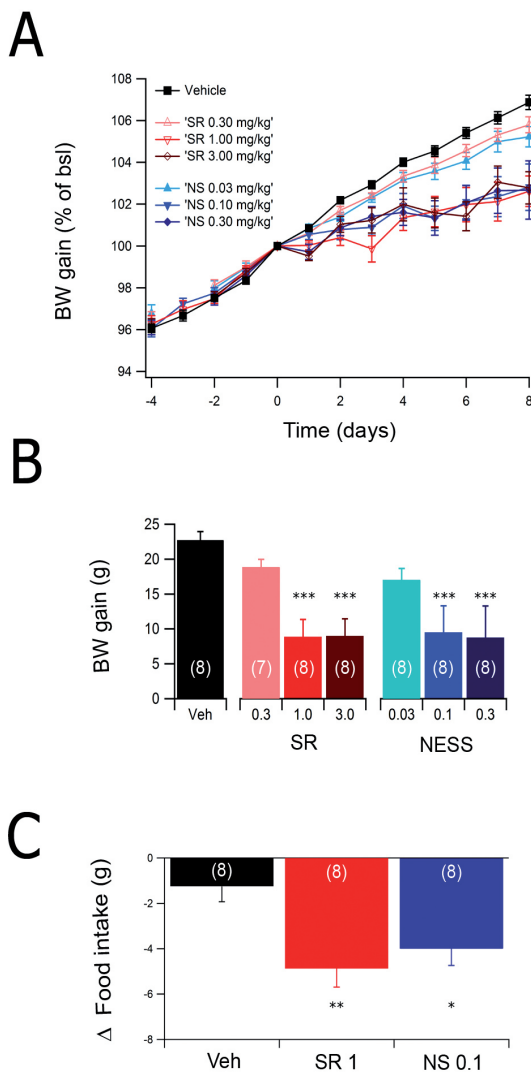 A
108
106
104
102
100
98
96
94
BW gain (% of bsl)
Vehicle
'SR 0.30 mg/kg'
'SR 1.00 mg/kg'
'SR 3.00 mg/kg'
'NS 0.03 mg/kg'
'NS 0.10 mg/kg'
'NS 0.30 mg/kg'
-4 -2 0 2 4 6 8
Time (days)
B
25
20
15
10
5
0
BW gain (g)
*** *** *** ***
(8) (7) (8) (8) (8) (8) (8)
Veh 0.3 1.0 3.0 0.03 0.1 0.3
SR NESS
C
0
-2
-4
-6
-8
Δ Food intake (g)
(8) (8) (8)
** *
Veh SR 1 NS 0.1